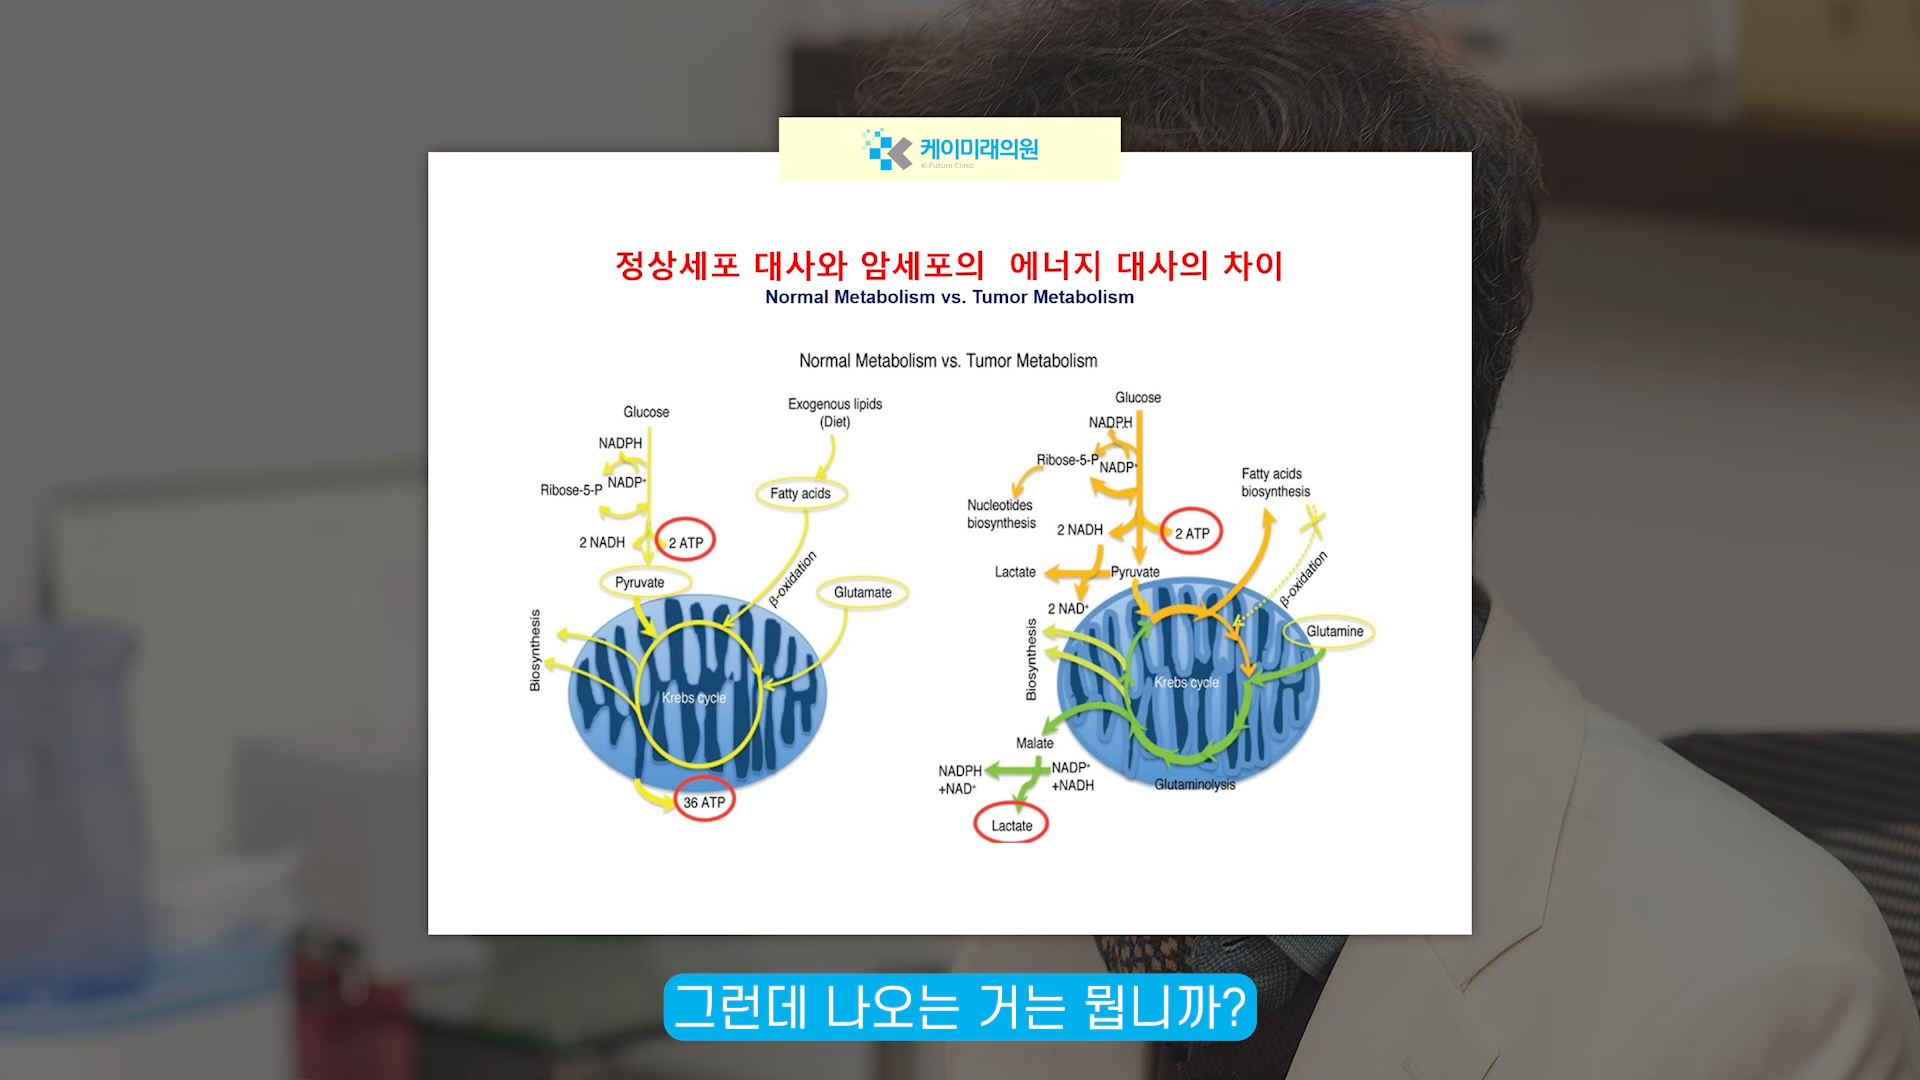 케이미래의원
K-Future Clinic
정상세포 대사와 암세포의 에너지 대사의 차이
Normal Metabolism vs. Tumor Metabolism
Normal Metabolism vs. Tumor Metabolism
Glucose
NADPH
Ribose-5-P
NADP+
2 NADH
2 ATP
Pyruvate
Exogenous lipids
(Diet)
Fatty acids
β-oxidation
Glutamate
Biosynthesis
Krebs cycle
36 ATP
Glucose
NADPH
Ribose-5-P
NADP+
Nucleotides
biosynthesis
2 NADH
2 ATP
Lactate
Pyruvate
2 NAD+
Fatty acids
biosynthesis
β-oxidation
Glutamine
Biosynthesis
Krebs cycle
Malate
NADPH
+NAD+
NADP+
+NADH
Glutaminolysis
Lactate
그런데 나오는 거는 뭡니까?